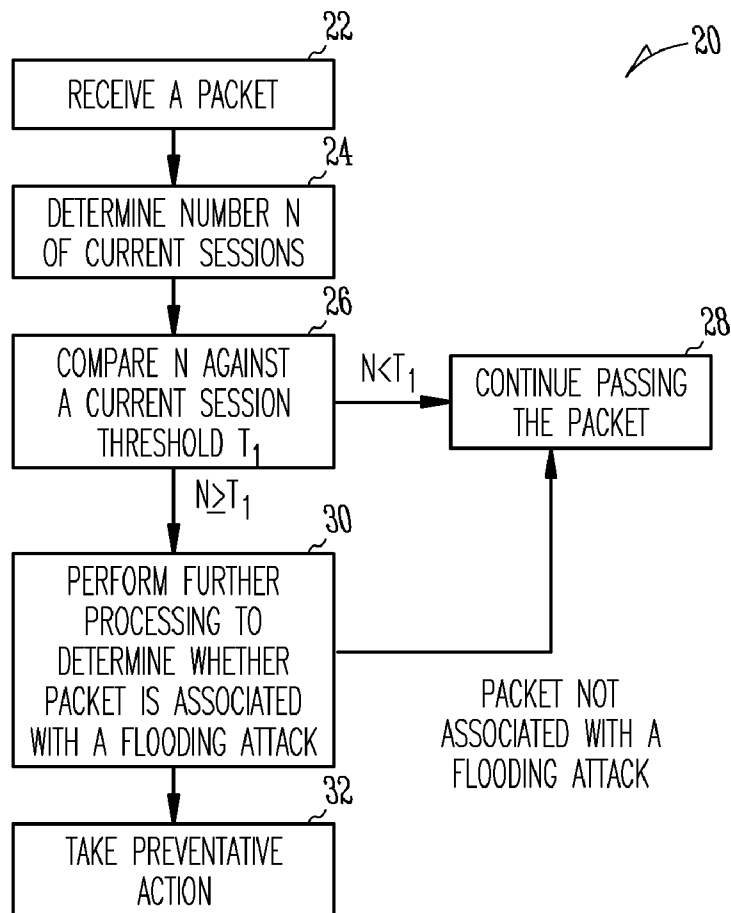 20
22
RECEIVE A PACKET
24
DETERMINE NUMBER N
OF CURRENT SESSIONS
26
COMPARE N AGAINST
A CURRENT SESSION
THRESHOLD T₁
N<T₁
28
CONTINUE PASSING
THE PACKET
N≥T₁
30
PERFORM FURTHER
PROCESSING TO
DETERMINE WHETHER
PACKET IS ASSOCIATED
WITH A FLOODING ATTACK
PACKET NOT
ASSOCIATED WITH A
FLOODING ATTACK
32
TAKE PREVENTATIVE
ACTION